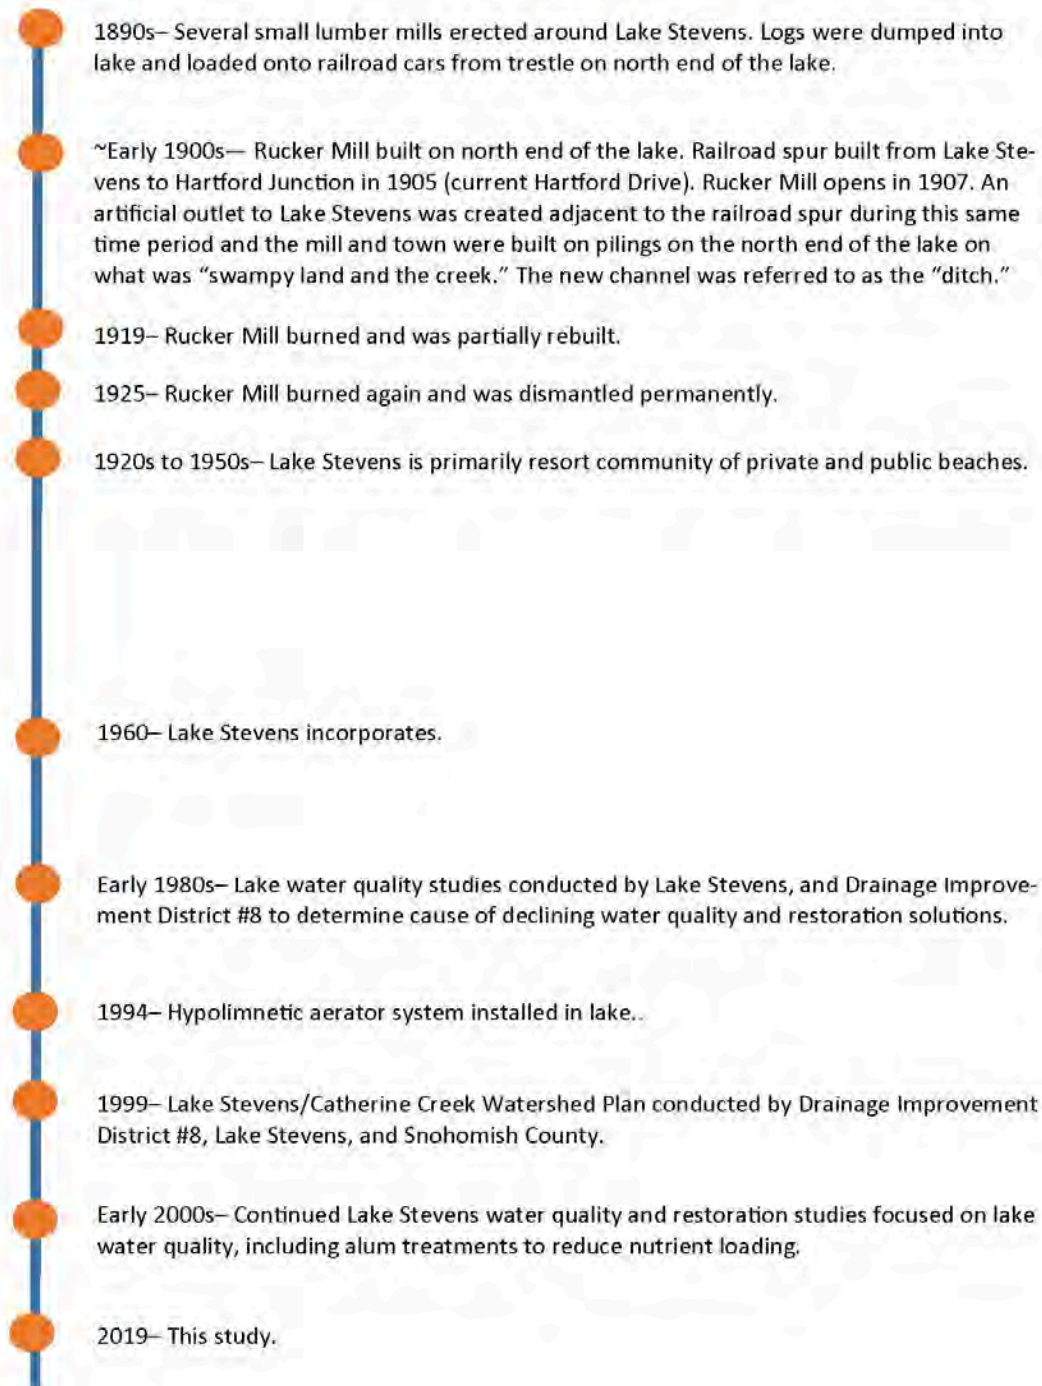 1890s– Several small lumber mills erected around Lake Stevens. Logs were dumped into
lake and loaded onto railroad cars from trestle on north end of the lake.
~Early 1900s— Rucker Mill built on north end of the lake. Railroad spur built from Lake Ste-
vens to Hartford Junction in 1905 (current Hartford Drive). Rucker Mill opens in 1907. An
artificial outlet to Lake Stevens was created adjacent to the railroad spur during this same
time period and the mill and town were built on pilings on the north end of the lake on
what was “swampy land and the creek.” The new channel was referred to as the “ditch.”
1919– Rucker Mill burned and was partially rebuilt.
1925– Rucker Mill burned again and was dismantled permanently.
1920s to 1950s– Lake Stevens is primarily resort community of private and public beaches.
1960– Lake Stevens incorporates.
Early 1980s– Lake water quality studies conducted by Lake Stevens, and Drainage Improve-
ment District #8 to determine cause of declining water quality and restoration solutions.
1994– Hypolimnetic aerator system installed in lake..
1999– Lake Stevens/Catherine Creek Watershed Plan conducted by Drainage Improvement
District #8, Lake Stevens, and Snohomish County.
Early 2000s– Continued Lake Stevens water quality and restoration studies focused on lake
water quality, including alum treatments to reduce nutrient loading.
2019– This study.